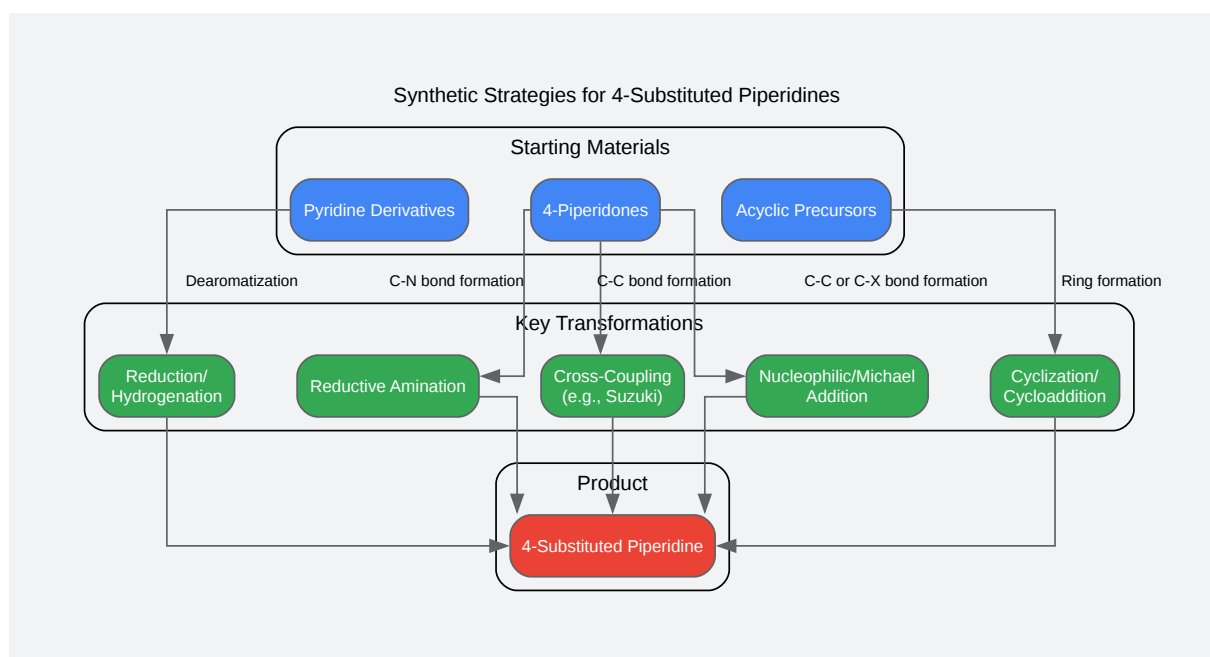 Synthetic Strategies for 4-Substituted Piperidines
Starting Materials
Pyridine Derivatives
4-Piperidones
Acyclic Precursors
Dearomatization
C-N bond formation
C-C bond formation
C-C or C-X bond formation
Ring formation
Key Transformations
Reduction/
Hydrogenation
Reductive Amination
Cross-Coupling
(e.g., Suzuki)
Nucleophilic/Michael
Addition
Cyclization/
Cycloaddition
Product
4-Substituted Piperidine